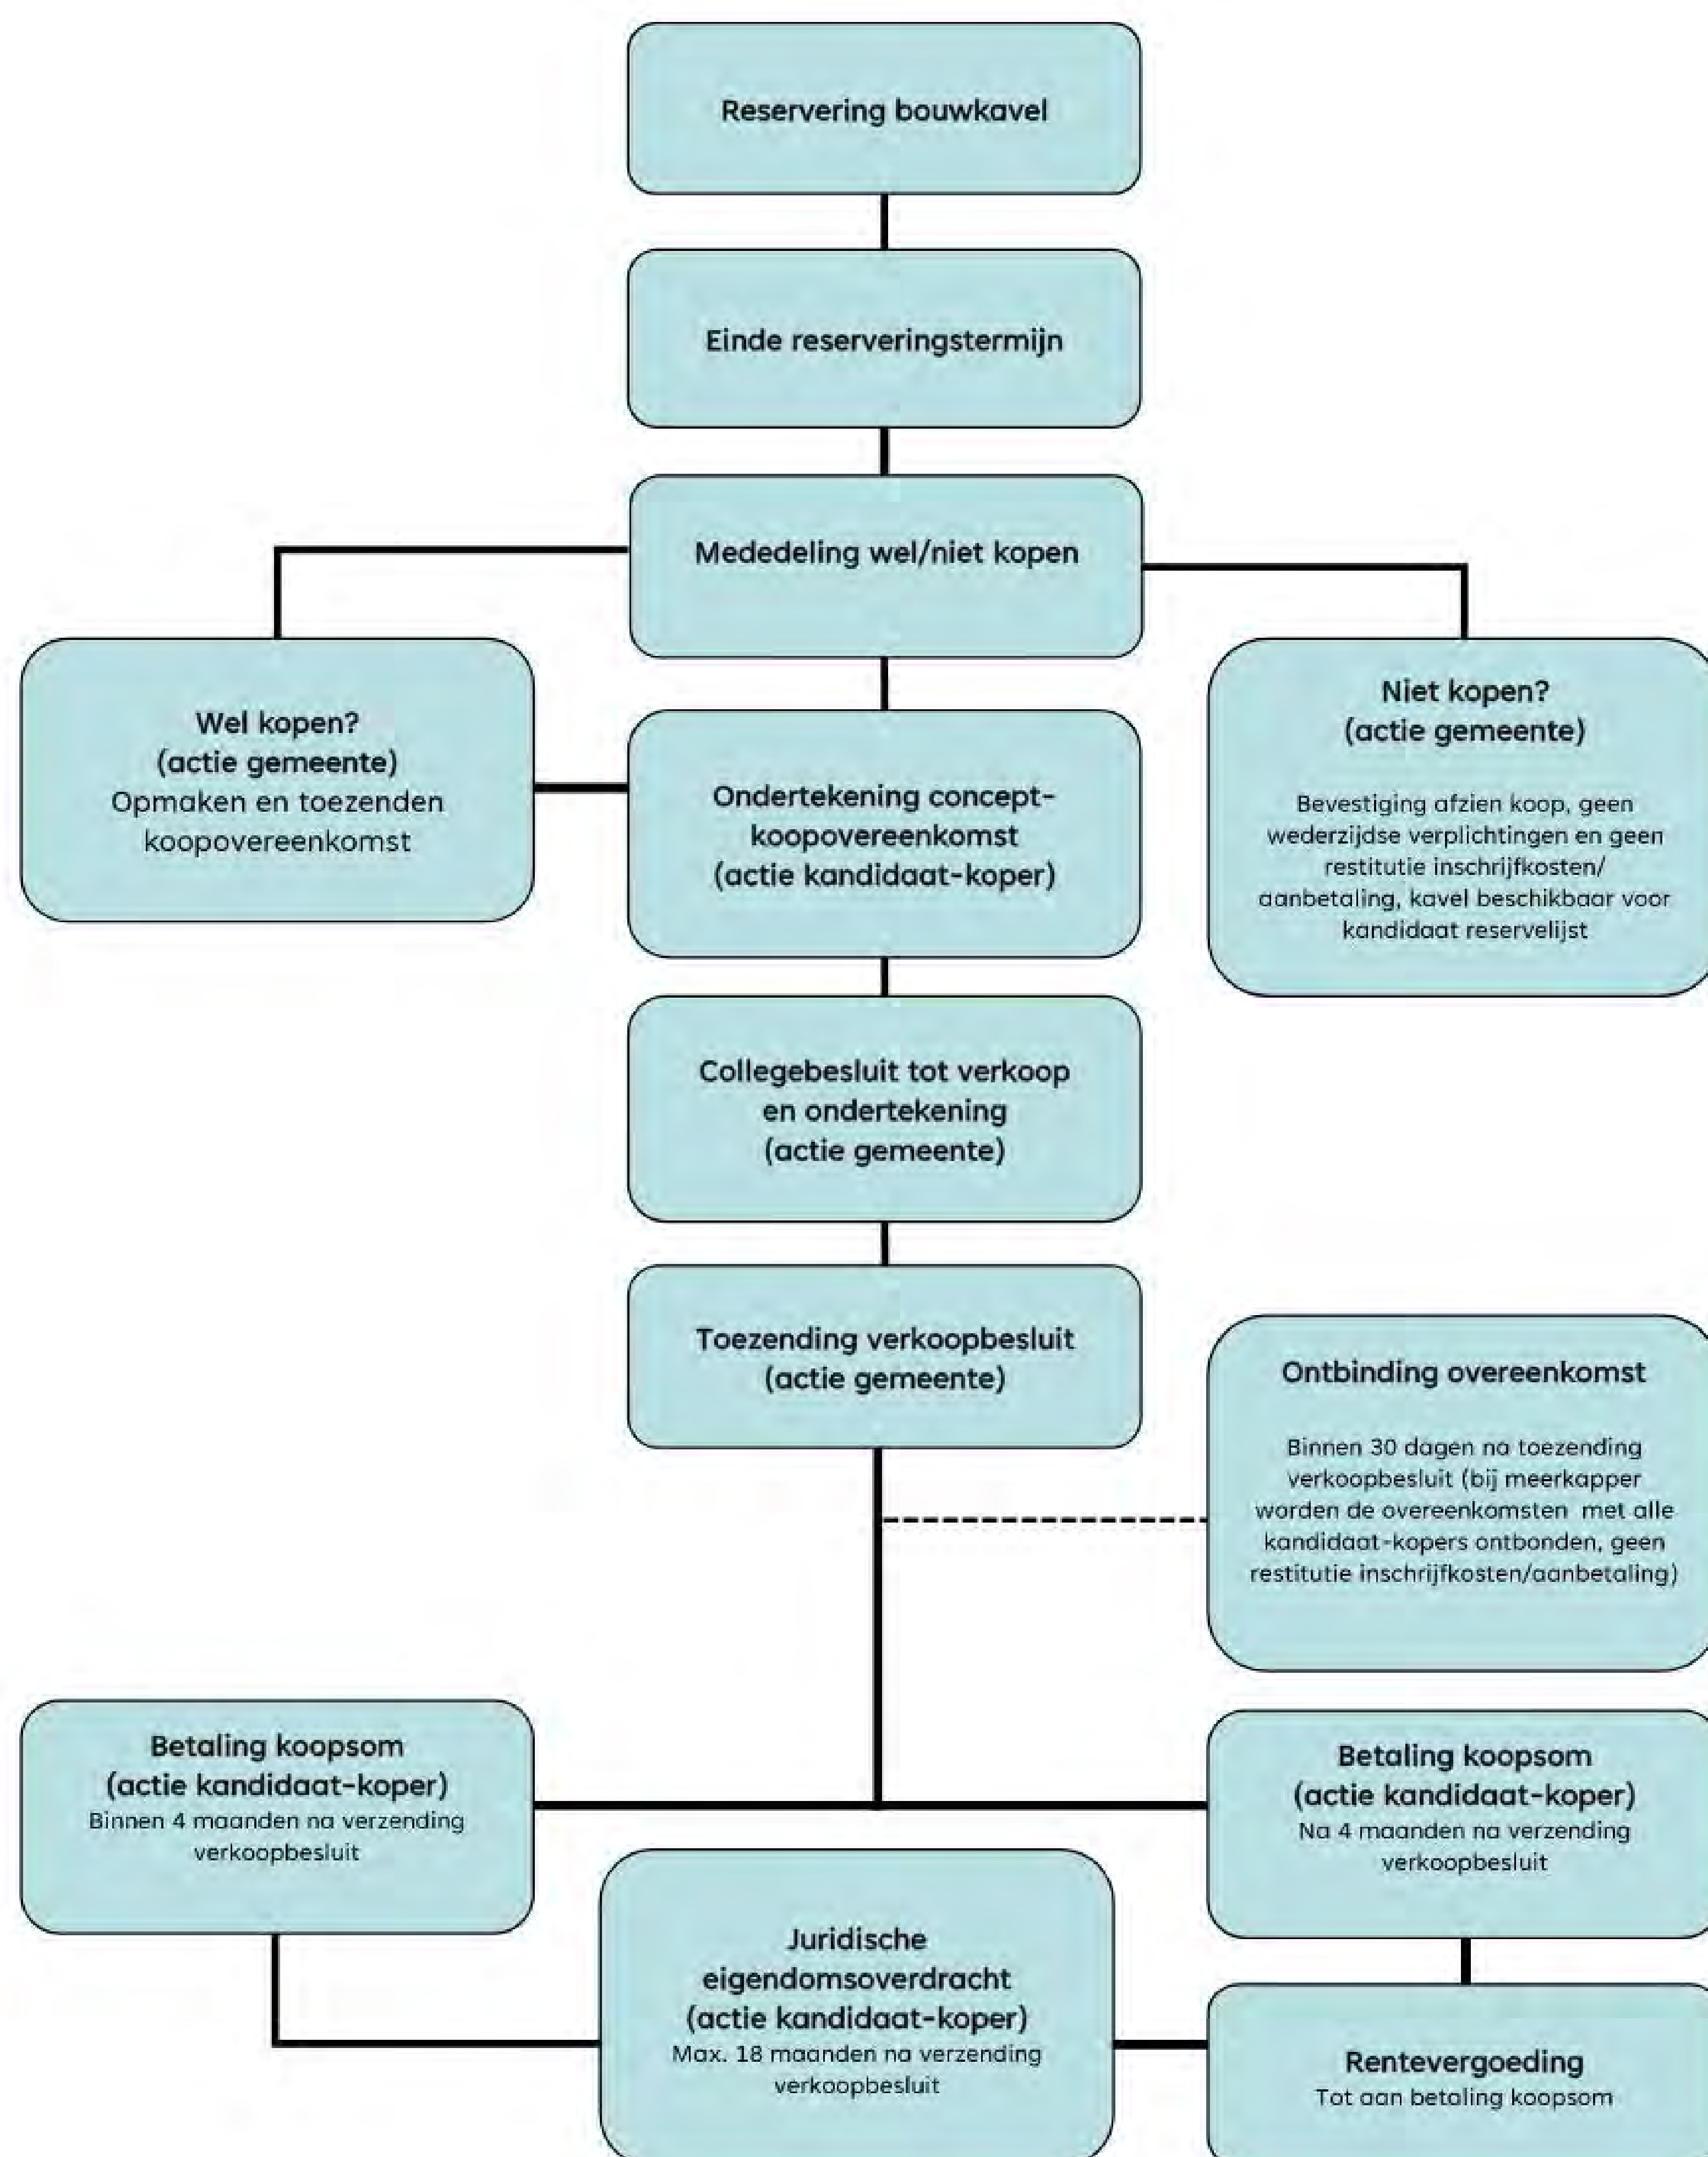 Reservering bouwkavel
Einde reserveringstermijn
Mededeling wel/niet kopen
Wel kopen?
(actie gemeente)
Opmaken en toezenden
koopovereenkomst
Niet kopen?
(actie gemeente)
Bevestiging afzien koop, geen
wederzijdse verplichtingen en geen
restitutie inschrijfkosten/
aanbetaling, kavel beschikbaar voor
kandidaat reservelijst
Ondertekening concept-
koopovereenkomst
(actie kandidaat-koper)
Collegebesluit tot verkoop
en ondertekening
(actie gemeente)
Toezending verkoopbesluit
(actie gemeente)
Ontbinding overeenkomst
Binnen 30 dagen na toezending
verkoopbesluit (bij meerkapper
worden de overeenkomsten met alle
kandidaat-kopers ontbonden, geen
restitutie inschrijfkosten/aanbetaling)
Betaling koopsom
(actie kandidaat-koper)
Binnen 4 maanden na verzending
verkoopbesluit
Betaling koopsom
(actie kandidaat-koper)
Na 4 maanden na verzending
verkoopbesluit
Juridische
eigendomsoverdracht
(actie kandidaat-koper)
Max. 18 maanden na verzending
verkoopbesluit
Rentevergoeding
Tot aan betaling koopsom